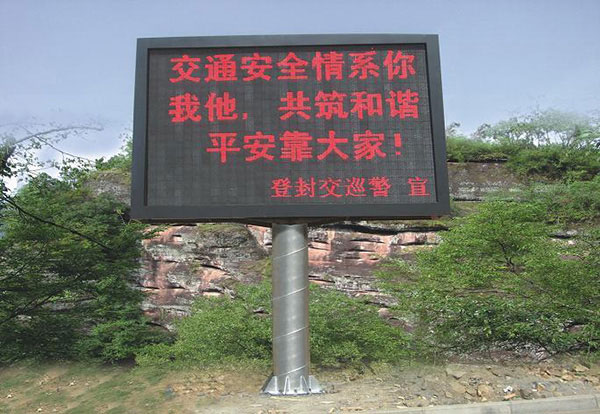 交通安全情系你
我他，共筑和谐
平安靠大家！
登封交巡警 宣